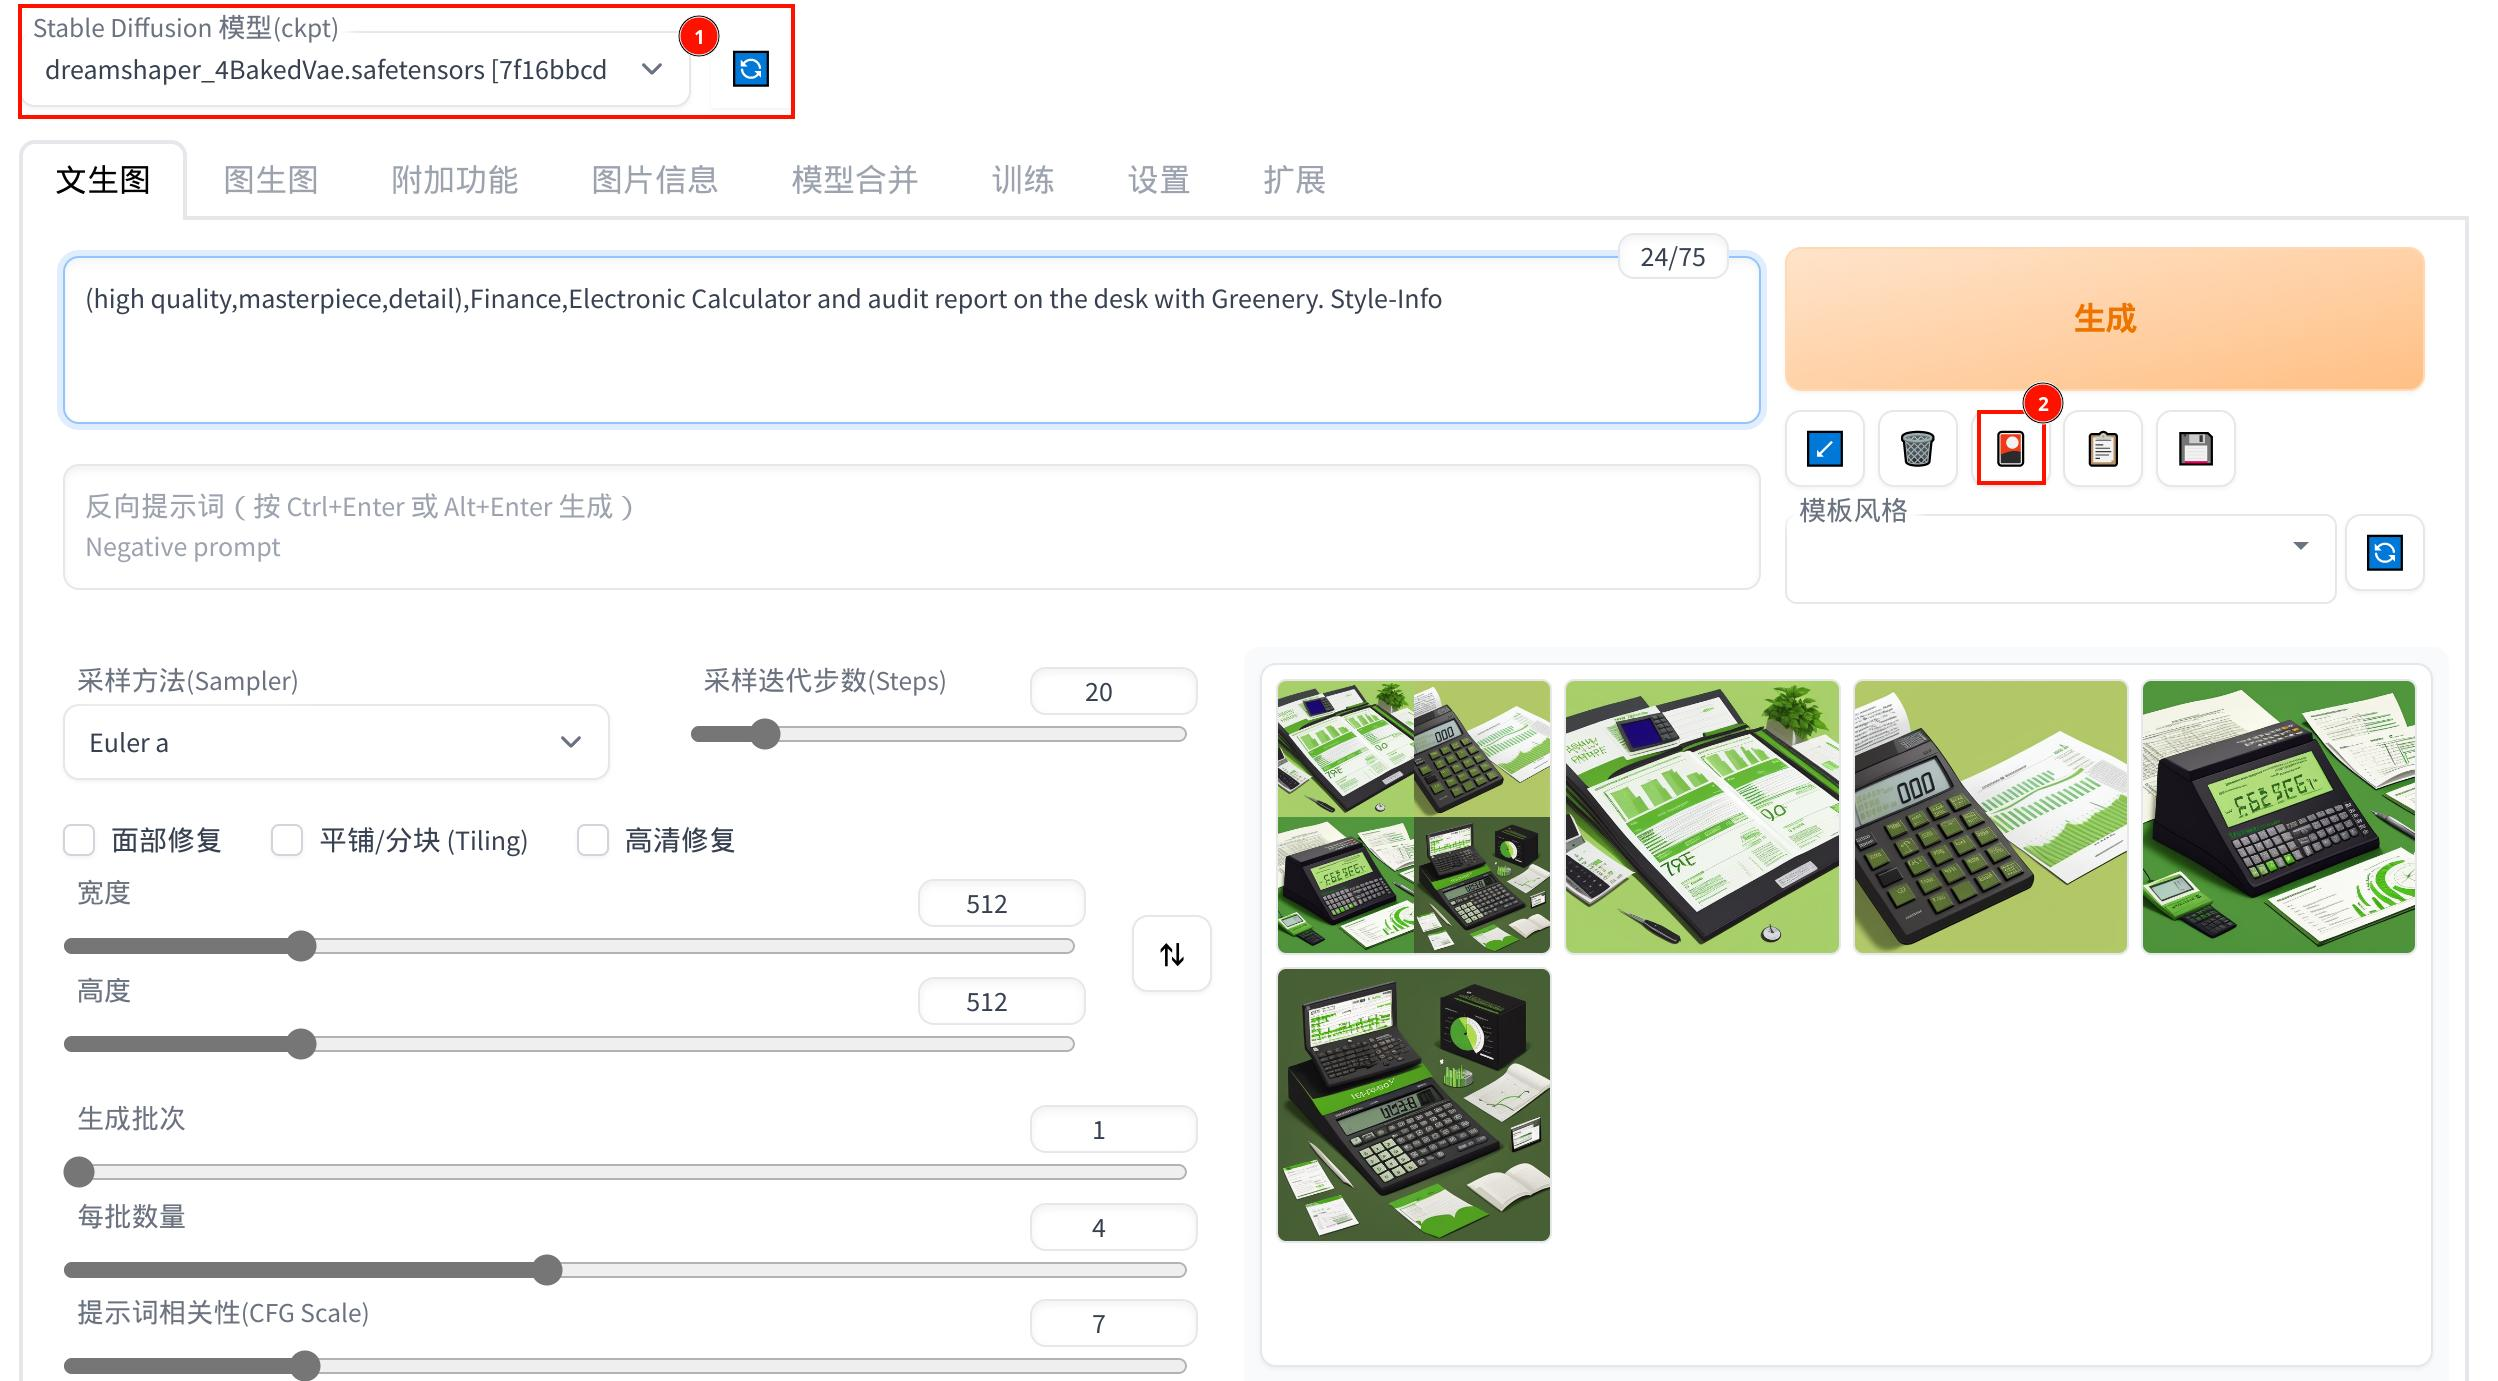 Stable Diffusion 模型(ckpt)
dreamshaper_4BakedVae.safetensors [7f16bbcd
1
文生图 图生图 附加功能 图片信息 模型合并 训练 设置 扩展
24/75
(high quality,masterpiece,detail),Finance,Electronic Calculator and audit report on the desk with Greenery. Style-Info
生成
2
反向提示词（按 Ctrl+Enter 或 Alt+Enter 生成）
Negative prompt
模板风格
采样方法(Sampler)
Euler a
采样迭代步数(Steps)
20
面部修复 平铺/分块 (Tiling) 高清修复
宽度
512
高度
512
生成批次
1
每批数量
4
提示词相关性(CFG Scale)
7
000
000